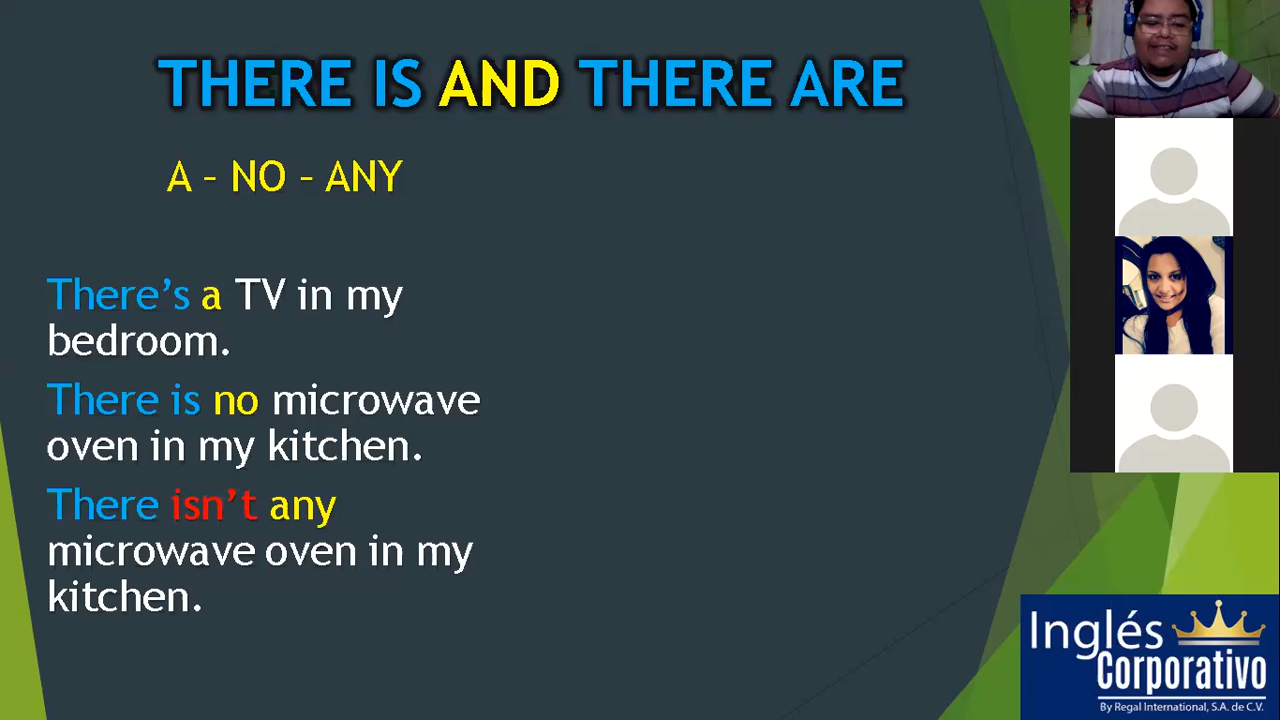 THERE IS AND THERE ARE
A – NO – ANY
There's a TV in my
bedroom.
There is no microwave
oven in my kitchen.
There isn't any
microwave oven in my
kitchen.
Inglés
Corporativo
By Regal International, S.A. de C.V.